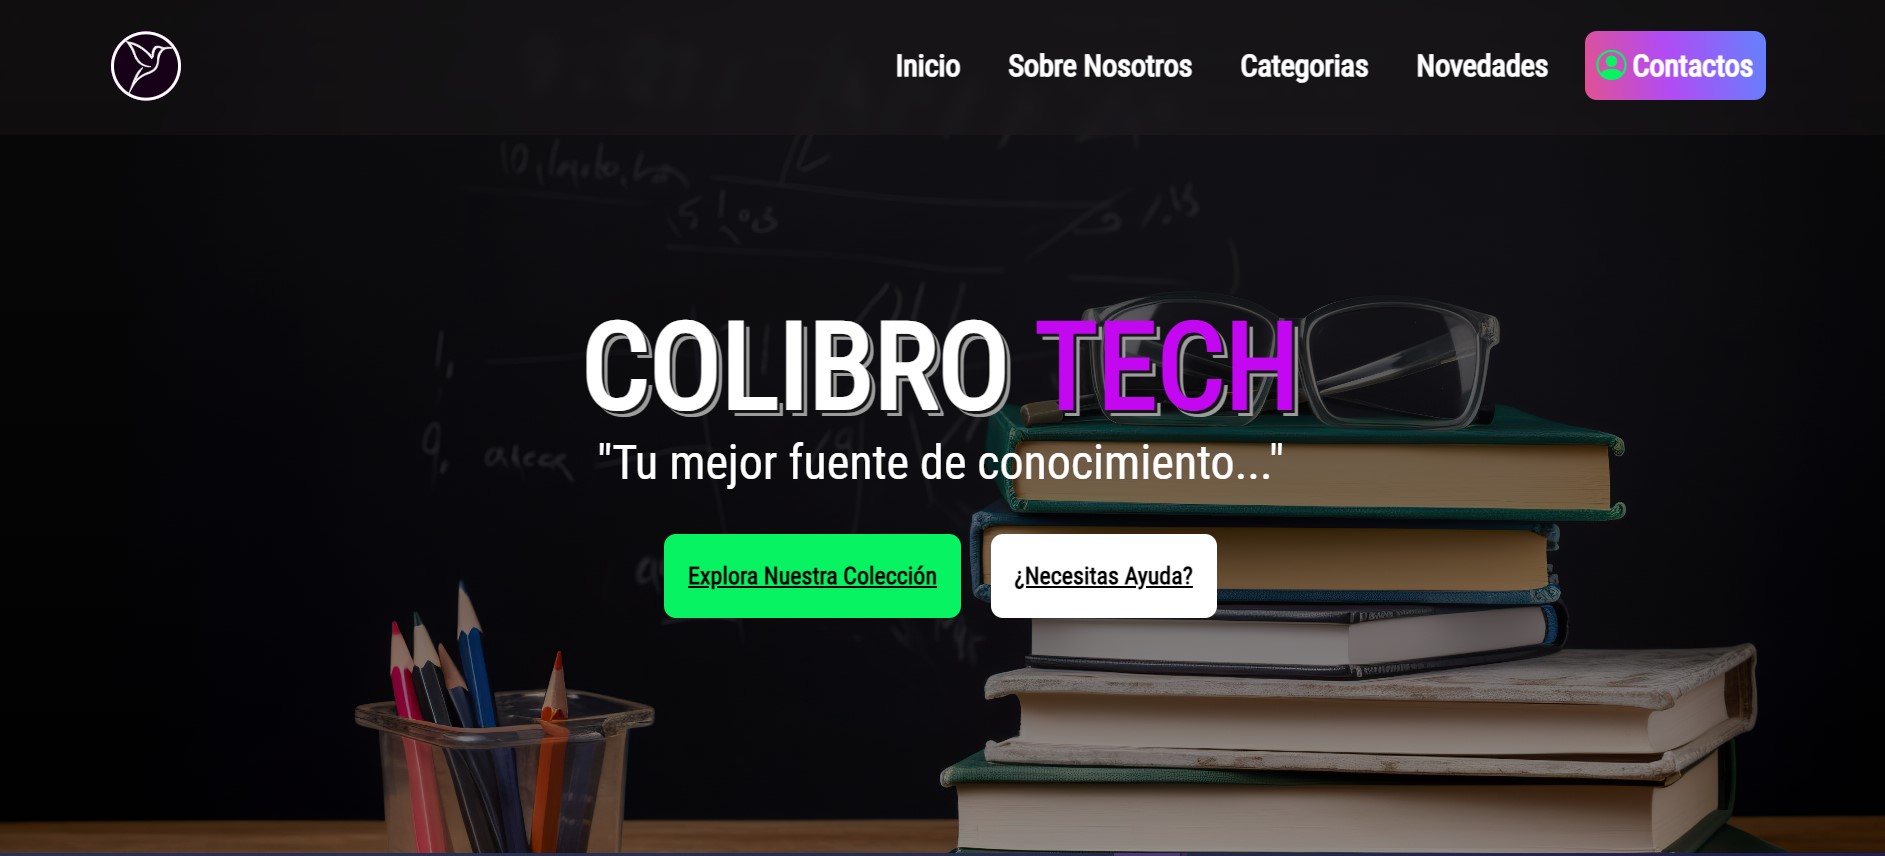 Inicio Sobre Nosotros Categorias Novedades Contactos
COLIBRO TECH
"Tu mejor fuente de conocimiento..."
Explora Nuestra Colección ¿Necesitas Ayuda?